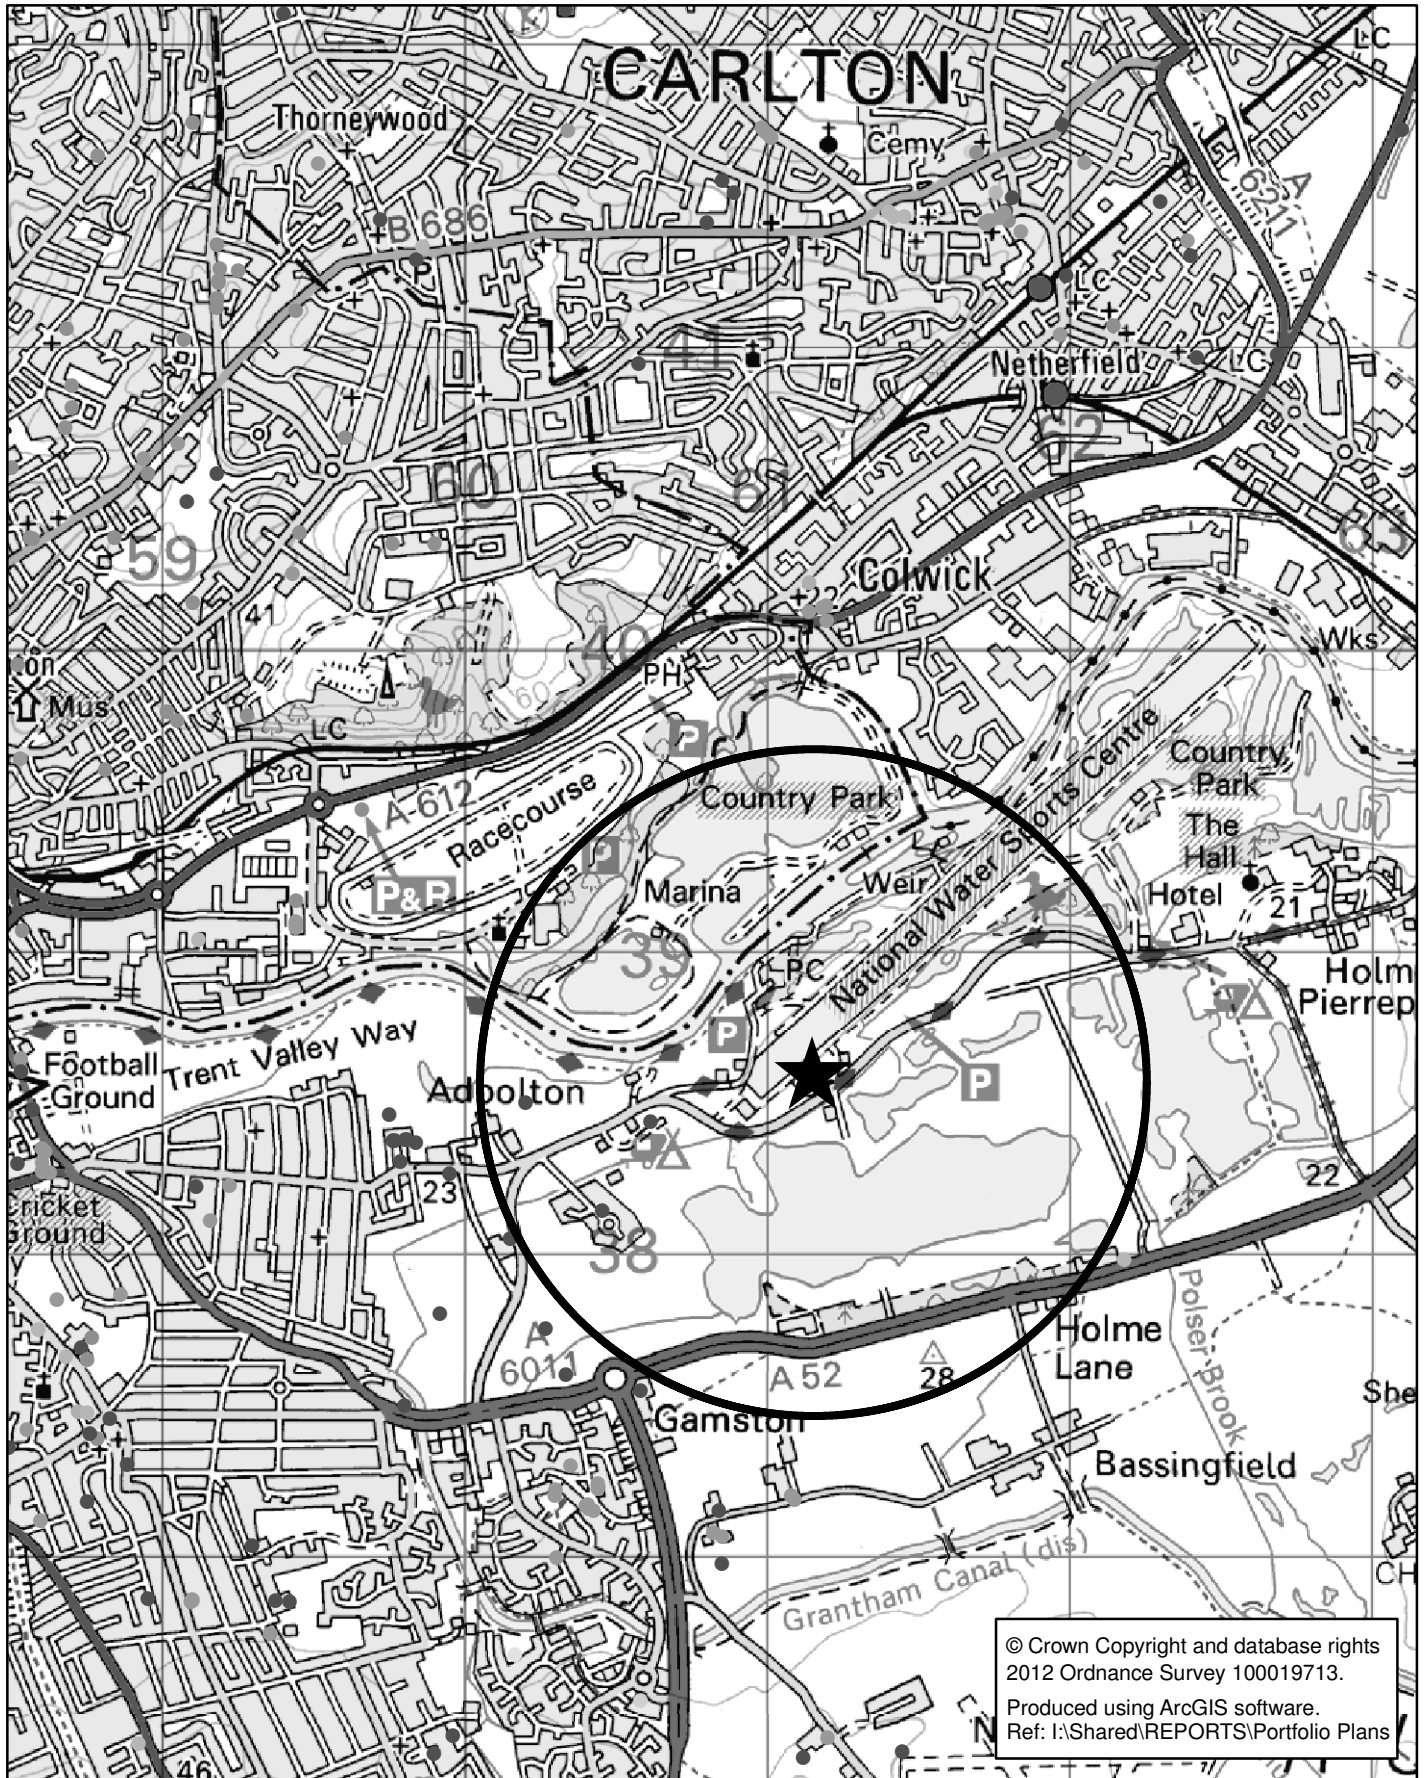 LC
CARLTON
Thorneywood
Cemy
A
6211
B 686
LC
41
Netherfield
LC
62
60
61
59
63
Colwick
22
41
40
Wks
PH
60
Mus
LC
P
National Water Sports Centre
Country
Park
Country Park
A 612
Racecourse
The
Hall
P
Weir
P&R
Marina
Hotel
21
39
PC
Holm
Pierrep
P
Trent Valley Way
Football
Ground
Adbolton
P
23
22
Cricket
Ground
38
Polser Brook
A
6011
Holme
Lane
A 52
28
She
Gamston
Bassingfield
Grantham Canal (dis)
CH
© Crown Copyright and database rights
2012 Ordnance Survey 100019713.
Produced using ArcGIS software.
Ref: I:\Shared\REPORTS\Portfolio Plans
N
46